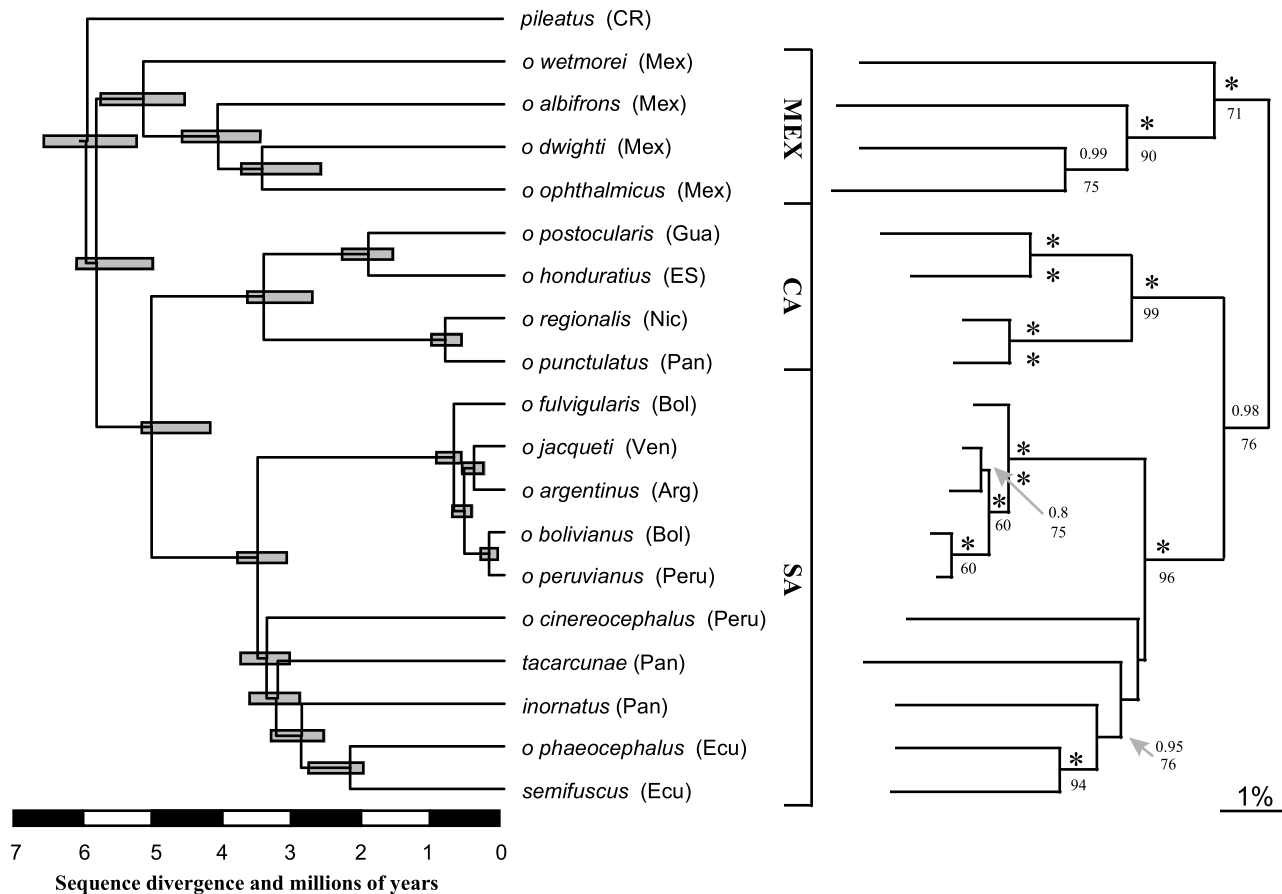 pileatus (CR)
o wetmorei (Mex)
o albifrons (Mex)
o dwighti (Mex)
o ophthalmicus (Mex)
o postocularis (Gua)
o honduratius (ES)
o regionalis (Nic)
o punctulatus (Pan)
o fulvigularis (Bol)
o jacqueti (Ven)
o argentinus (Arg)
o bolivianus (Bol)
o peruvianus (Peru)
o cinereocephalus (Peru)
tacarcunae (Pan)
inornatus (Pan)
o phaeocephalus (Ecu)
semifuscus (Ecu)
MEX
CA
SA
*
71
*
90
0.99
75
*
*
*
99
*
*
0.98
76
*
*
*
60
0.8
75
*
60
*
96
0.95
76
*
94
1%
7 6 5 4 3 2 1 0
Sequence divergence and millions of years